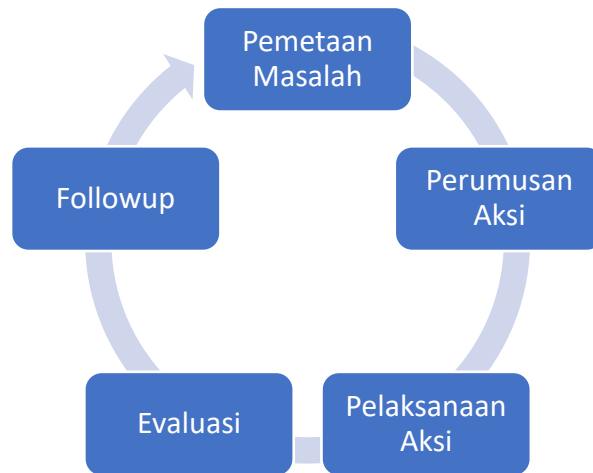 Pemetaan
Masalah
Perumusan
Aksi
Pelaksanaan
Aksi
Evaluasi
Followup